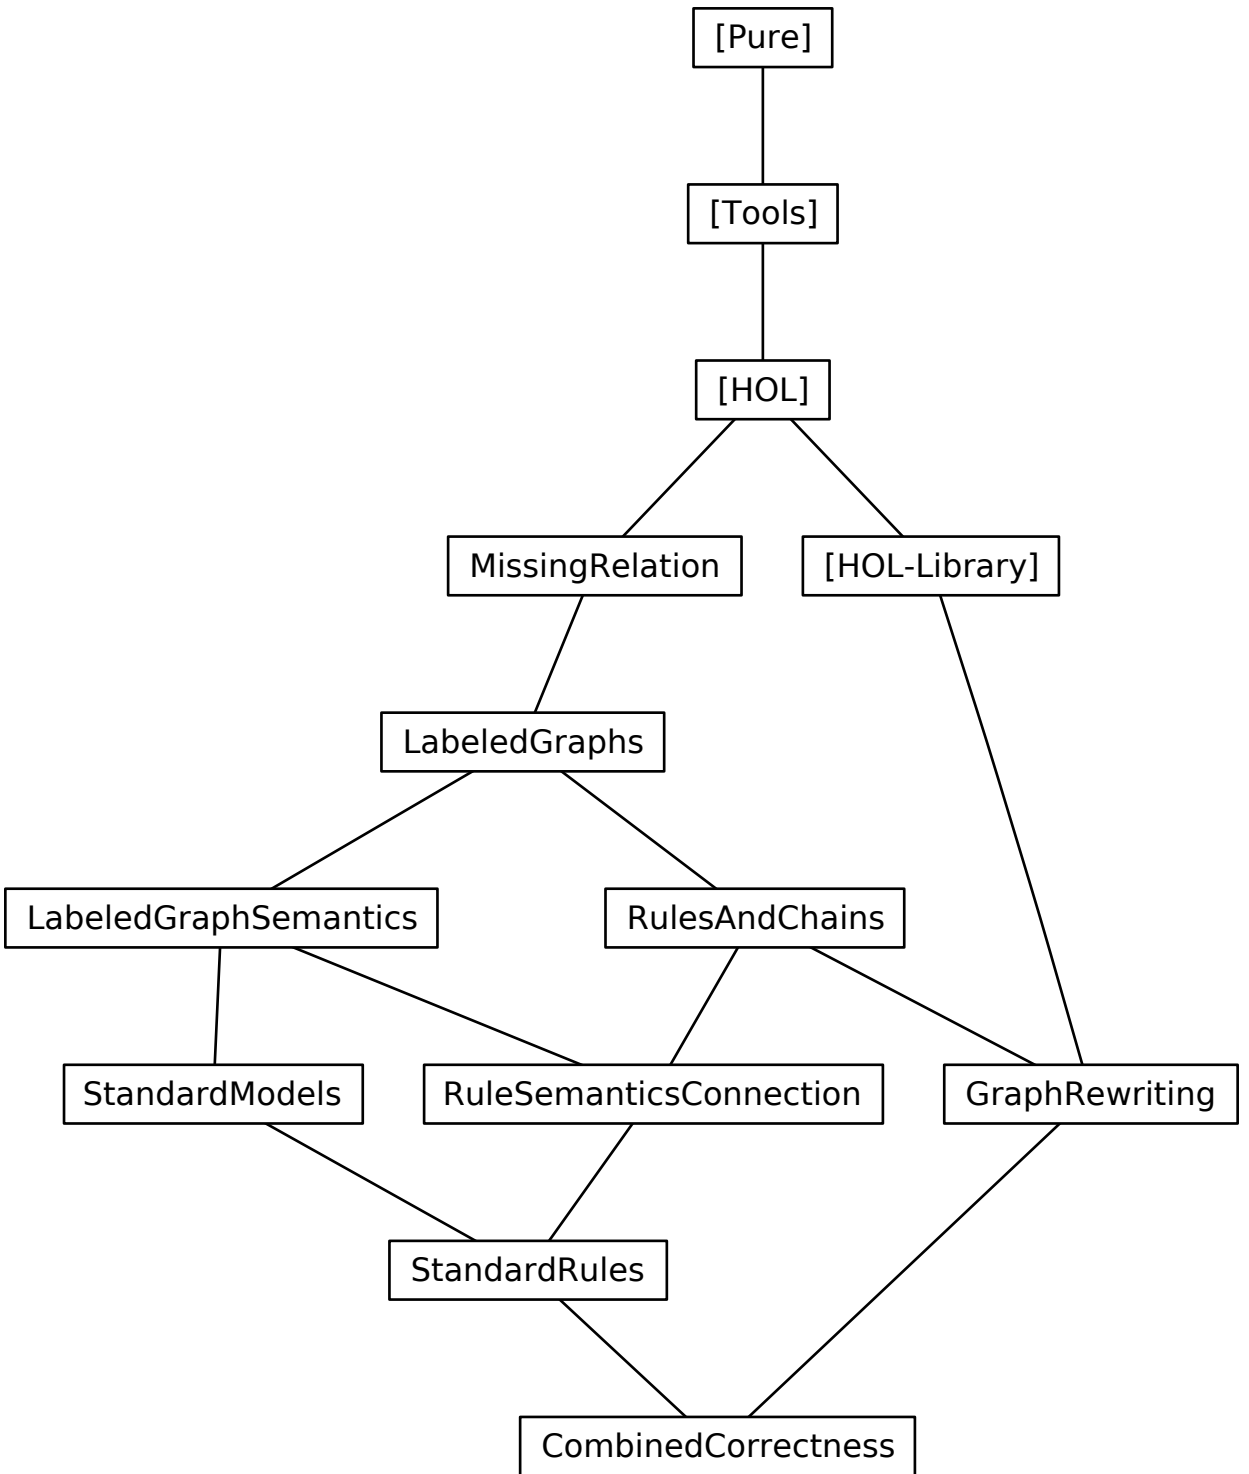 [Pure]
[Tools]
[HOL]
MissingRelation
[HOL-Library]
LabeledGraphs
LabeledGraphSemantics
RulesAndChains
StandardModels
RuleSemanticsConnection
GraphRewriting
StandardRules
CombinedCorrectness